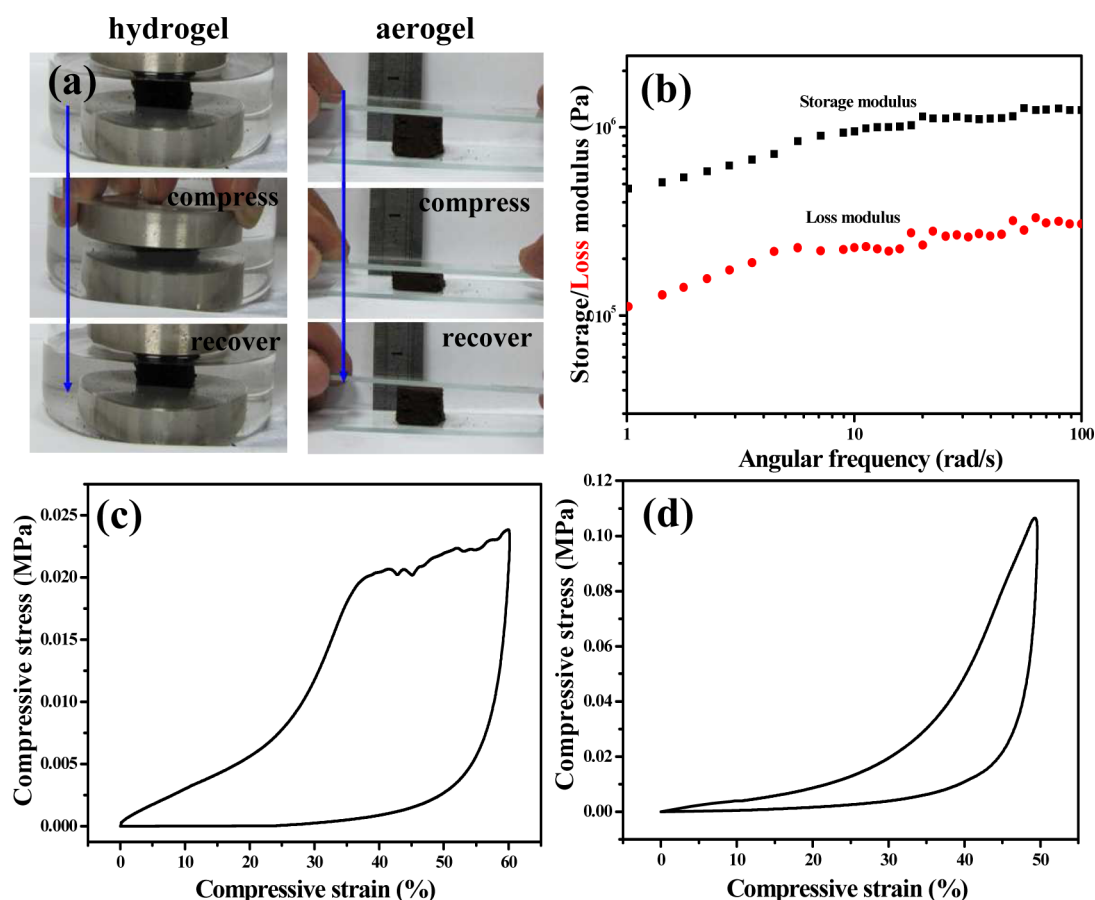 hydrogel
aerogel
(a)
compress
recover
compress
recover
(b)
Storage modulus
Loss modulus
10⁶
10⁵
Storage/Loss modulus (Pa)
1
10
100
Angular frequency (rad/s)
(c)
0.025
0.020
0.015
0.010
0.005
0.000
Compressive stress (MPa)
0
10
20
30
40
50
60
Compressive strain (%)
(d)
0.12
0.10
0.08
0.06
0.04
0.02
0.00
Compressive stress (MPa)
0
10
20
30
40
50
Compressive strain (%)